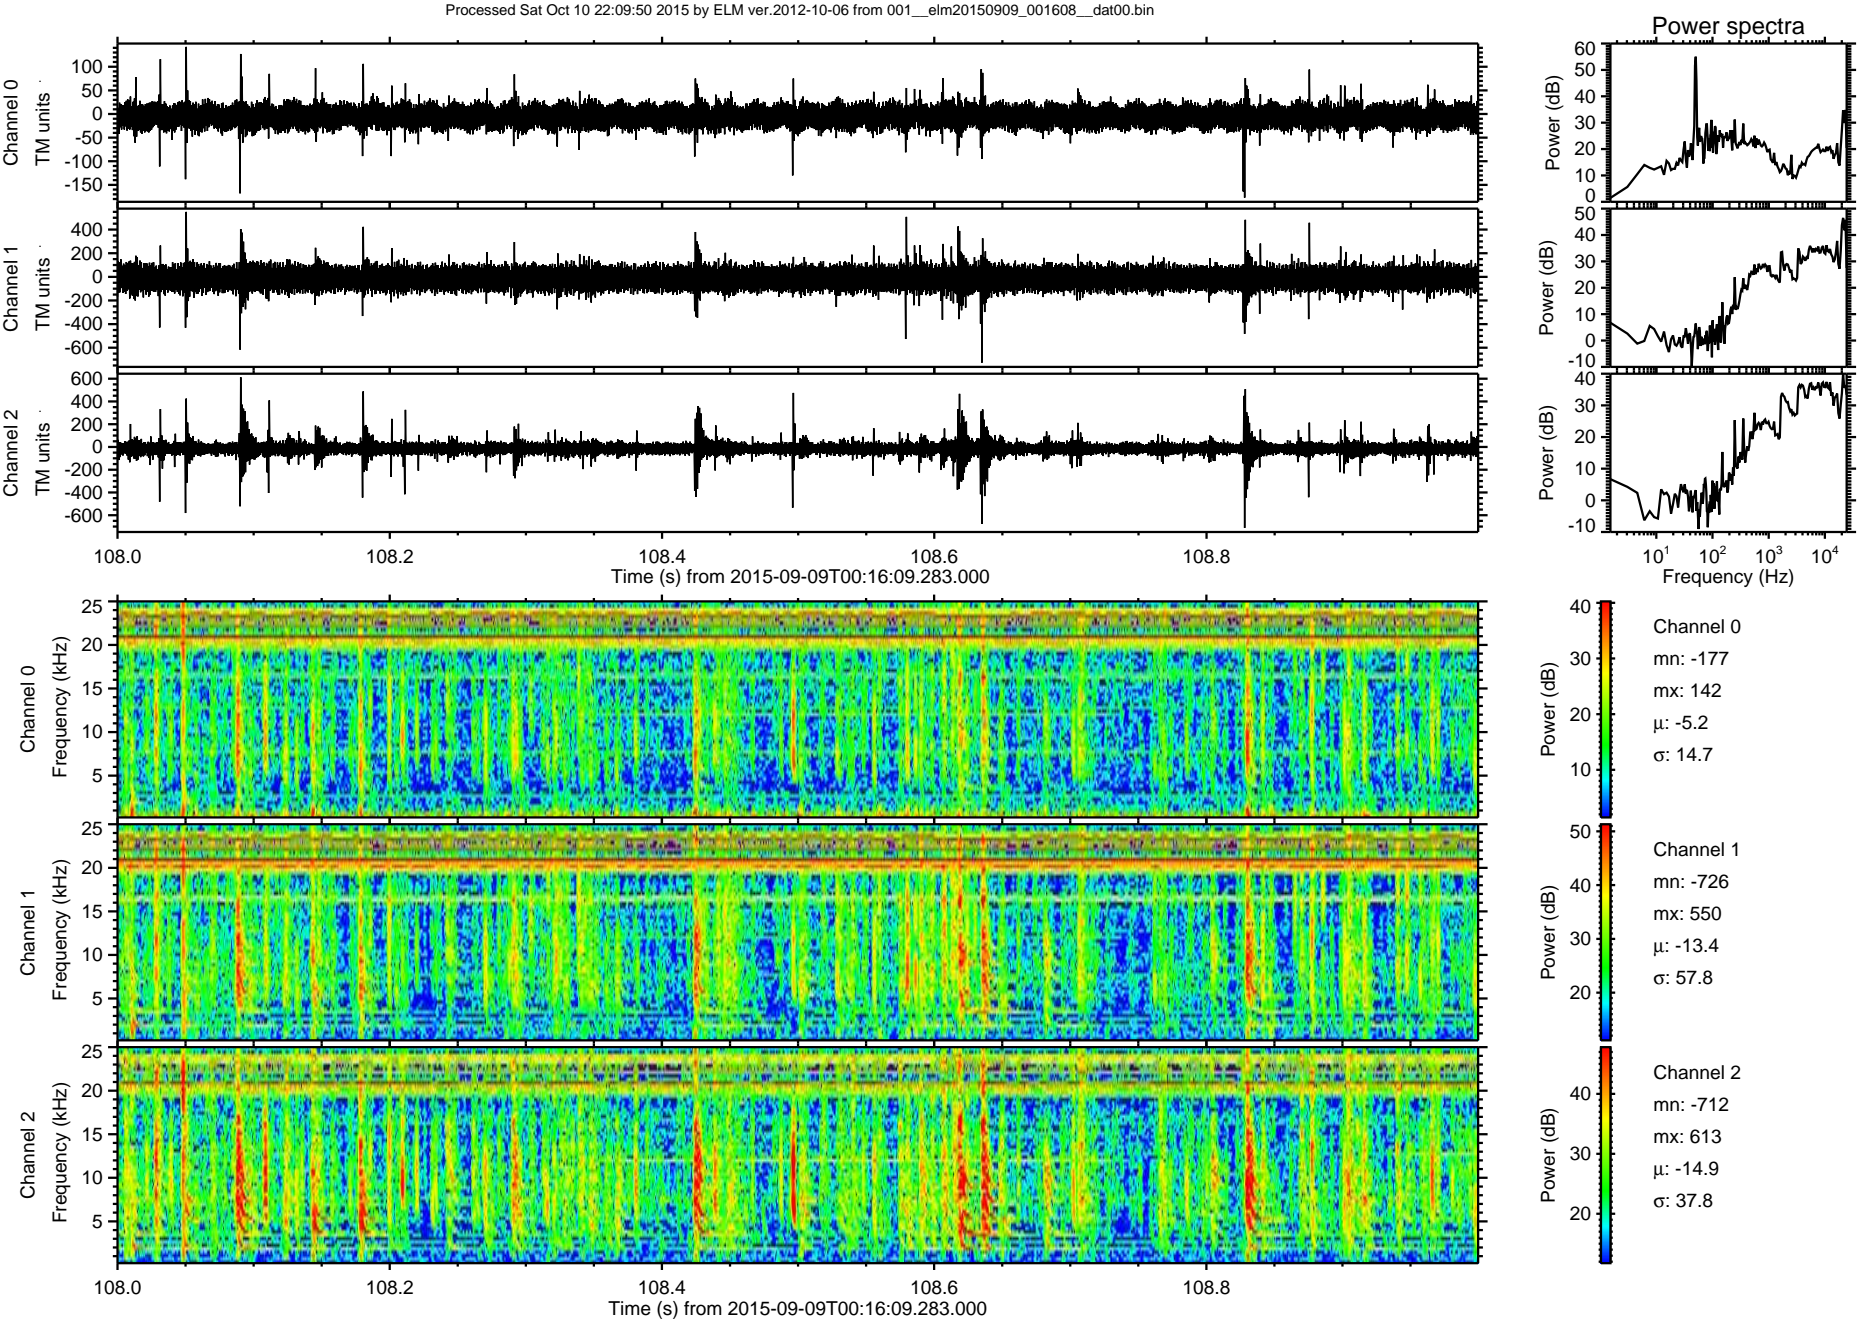 Processed Sat Oct 10 22:09:50 2015 by ELM ver.2012-10-06 from 001__elm20150909_001608__dat00.bin
Power spectra
Channel 0
TM units
100
50
0
-50
-100
-150
Power (dB)
60
50
40
30
20
10
0
Channel 1
TM units
400
200
0
-200
-400
-600
Power (dB)
50
40
30
20
10
0
-10
Channel 2
TM units
600
400
200
0
-200
-400
-600
Power (dB)
40
30
20
10
0
-10
108.0 108.2 108.4 108.6 108.8
Time (s) from 2015-09-09T00:16:09.283.000
10^1 10^2 10^3 10^4
Frequency (Hz)
Channel 0
Frequency (kHz)
25
20
15
10
5
Power (dB)
40
30
20
10
Channel 0
mn: -177
mx: 142
μ: -5.2
σ: 14.7
Channel 1
Frequency (kHz)
25
20
15
10
5
Power (dB)
50
40
30
20
Channel 1
mn: -726
mx: 550
μ: -13.4
σ: 57.8
Channel 2
Frequency (kHz)
25
20
15
10
5
Power (dB)
40
30
20
Channel 2
mn: -712
mx: 613
μ: -14.9
σ: 37.8
108.0 108.2 108.4 108.6 108.8
Time (s) from 2015-09-09T00:16:09.283.000